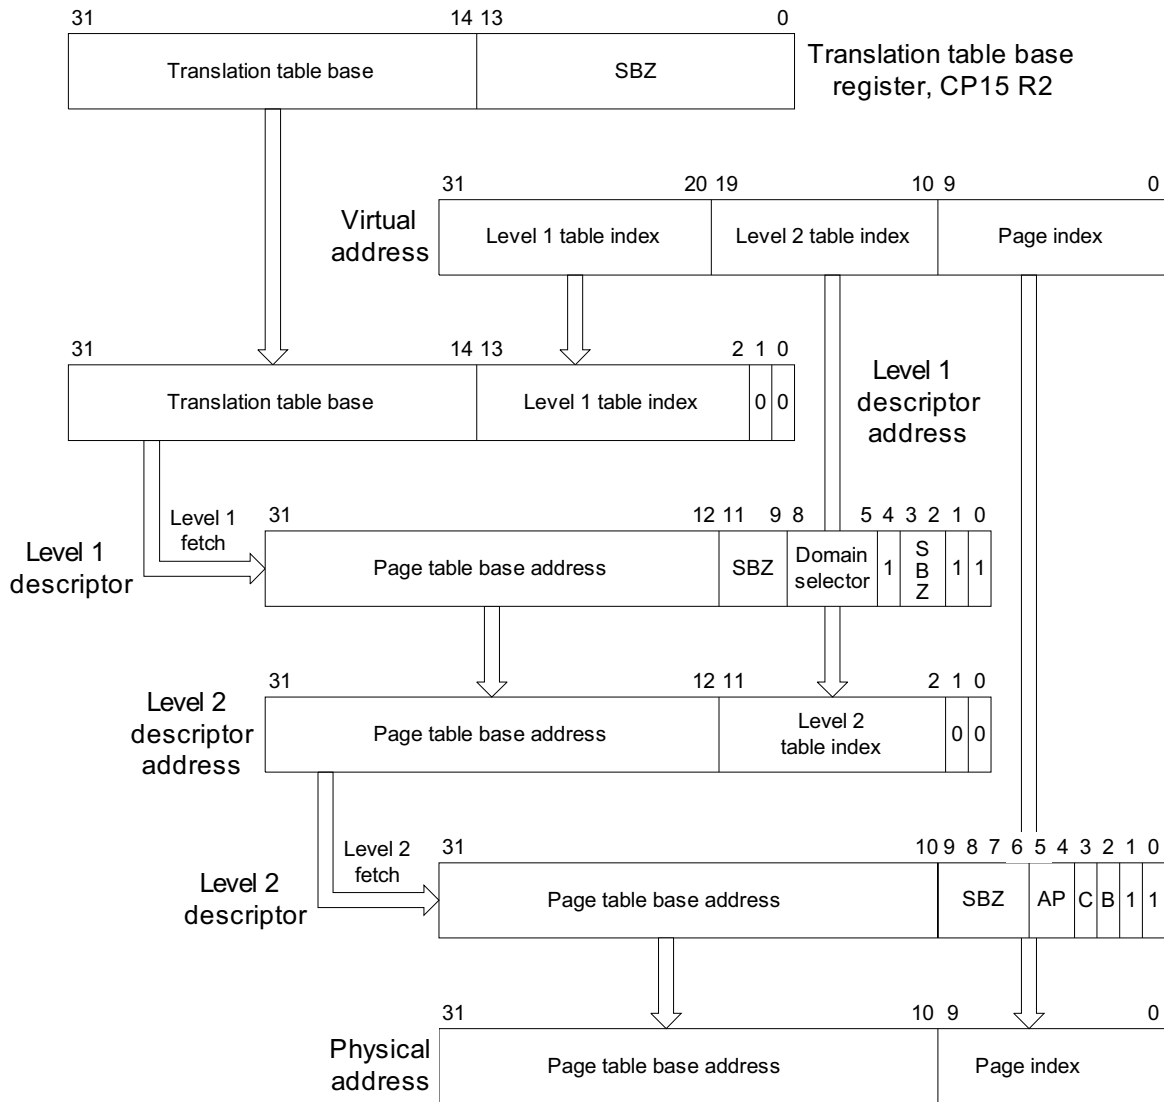 31 14 13 0
Translation table base SBZ
Translation table base
register, CP15 R2
31 20 19 10 9 0
Virtual
address
Level 1 table index Level 2 table index Page index
31 14 13 2 1 0
Translation table base Level 1 table index 0 0
Level 1
descriptor
address
Level 1
fetch
Level 1
descriptor
31 12 11 9 8 5 4 3 2 1 0
Page table base address SBZ Domain
selector 1 S
B
Z 1 1
31 12 11 2 1 0
Level 2
descriptor
address
Page table base address Level 2
table index 0 0
Level 2
fetch
Level 2
descriptor
31 10 9 8 7 6 5 4 3 2 1 0
Page table base address SBZ AP C B 1 1
31 10 9 0
Physical
address
Page table base address Page index